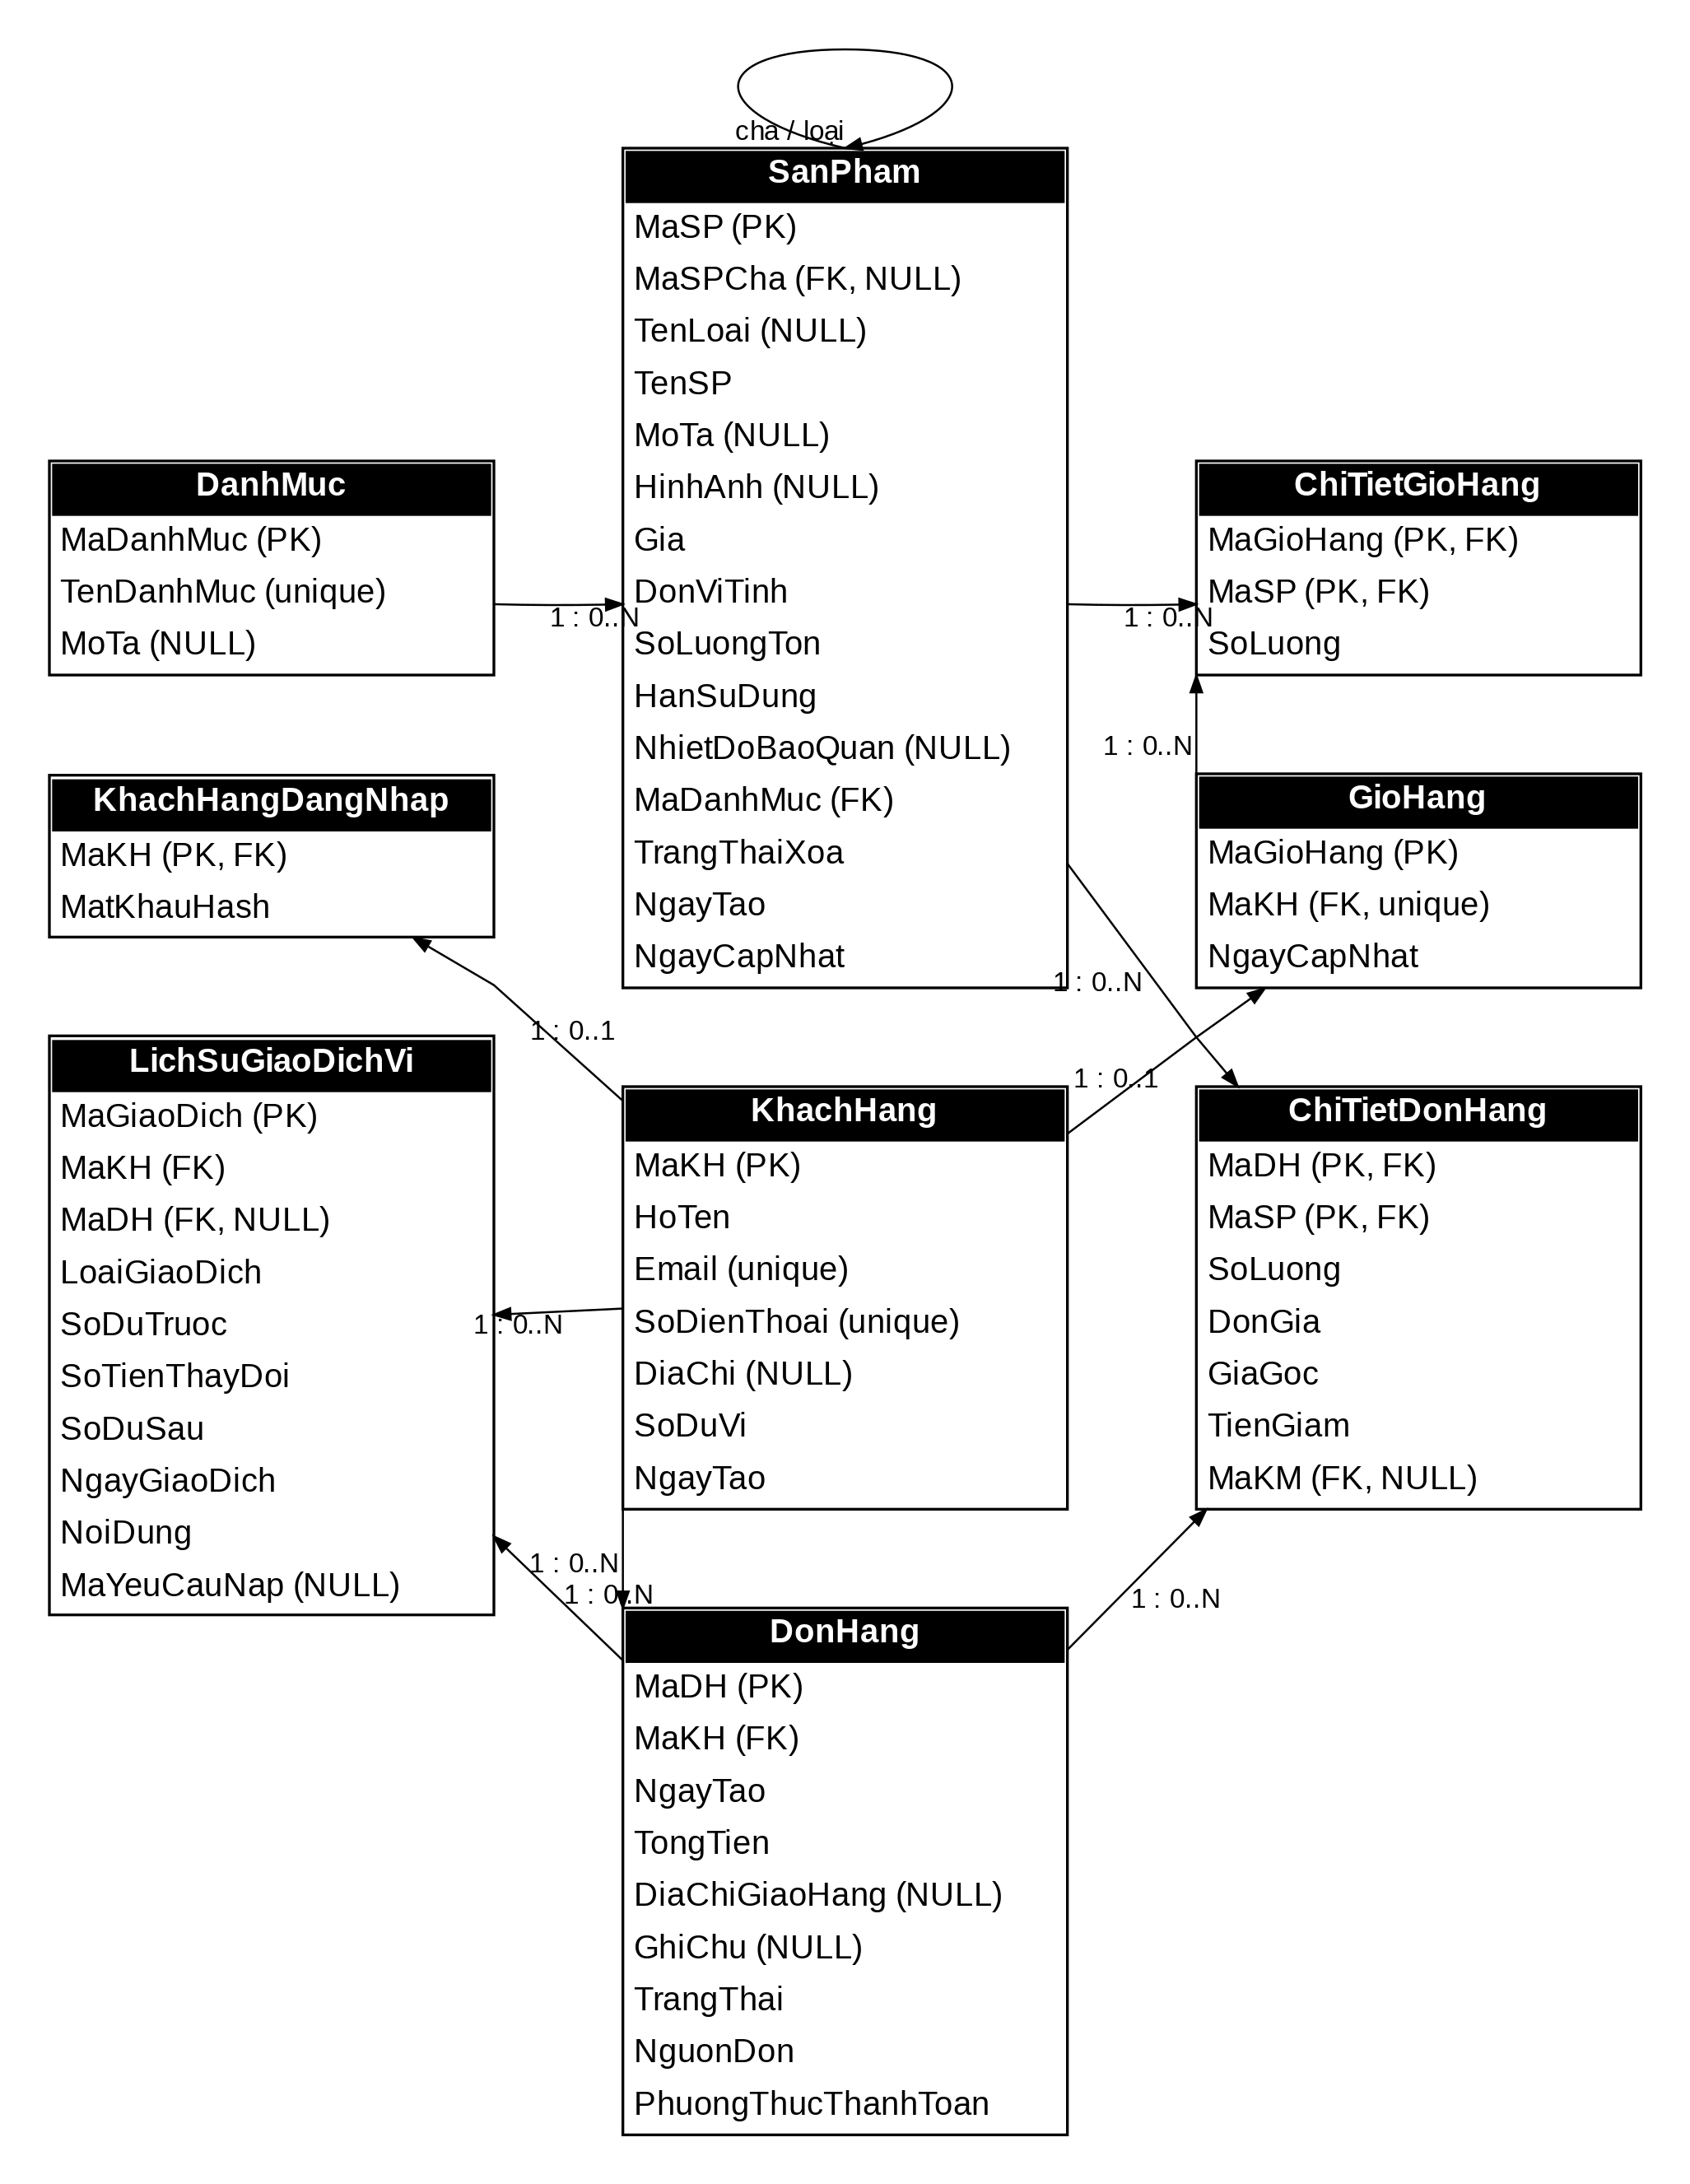 cha / loại
SanPham
MaSP (PK)
MaSPCha (FK, NULL)
TenLoai (NULL)
TenSP
MoTa (NULL)
HinhAnh (NULL)
Gia
DonViTinh
SoLuongTon
HanSuDung
NhietDoBaoQuan (NULL)
MaDanhMuc (FK)
TrangThaiXoa
NgayTao
NgayCapNhat
DanhMuc
MaDanhMuc (PK)
TenDanhMuc (unique)
MoTa (NULL)
1 : 0..N
1 : 0..N
ChiTietGioHang
MaGioHang (PK, FK)
MaSP (PK, FK)
SoLuong
1 : 0..N
KhachHangDangNhap
MaKH (PK, FK)
MatKhauHash
GioHang
MaGioHang (PK)
MaKH (FK, unique)
NgayCapNhat
1 : 0..N
1 : 0..1
1 : 0..1
LichSuGiaoDichVi
MaGiaoDich (PK)
MaKH (FK)
MaDH (FK, NULL)
LoaiGiaoDich
SoDuTruoc
SoTienThayDoi
SoDuSau
NgayGiaoDich
NoiDung
MaYeuCauNap (NULL)
1 : 0..N
KhachHang
MaKH (PK)
HoTen
Email (unique)
SoDienThoai (unique)
DiaChi (NULL)
SoDuVi
NgayTao
ChiTietDonHang
MaDH (PK, FK)
MaSP (PK, FK)
SoLuong
DonGia
GiaGoc
TienGiam
MaKM (FK, NULL)
1 : 0..N
1 : 0..N
1 : 0..N
DonHang
MaDH (PK)
MaKH (FK)
NgayTao
TongTien
DiaChiGiaoHang (NULL)
GhiChu (NULL)
TrangThai
NguonDon
PhuongThucThanhToan